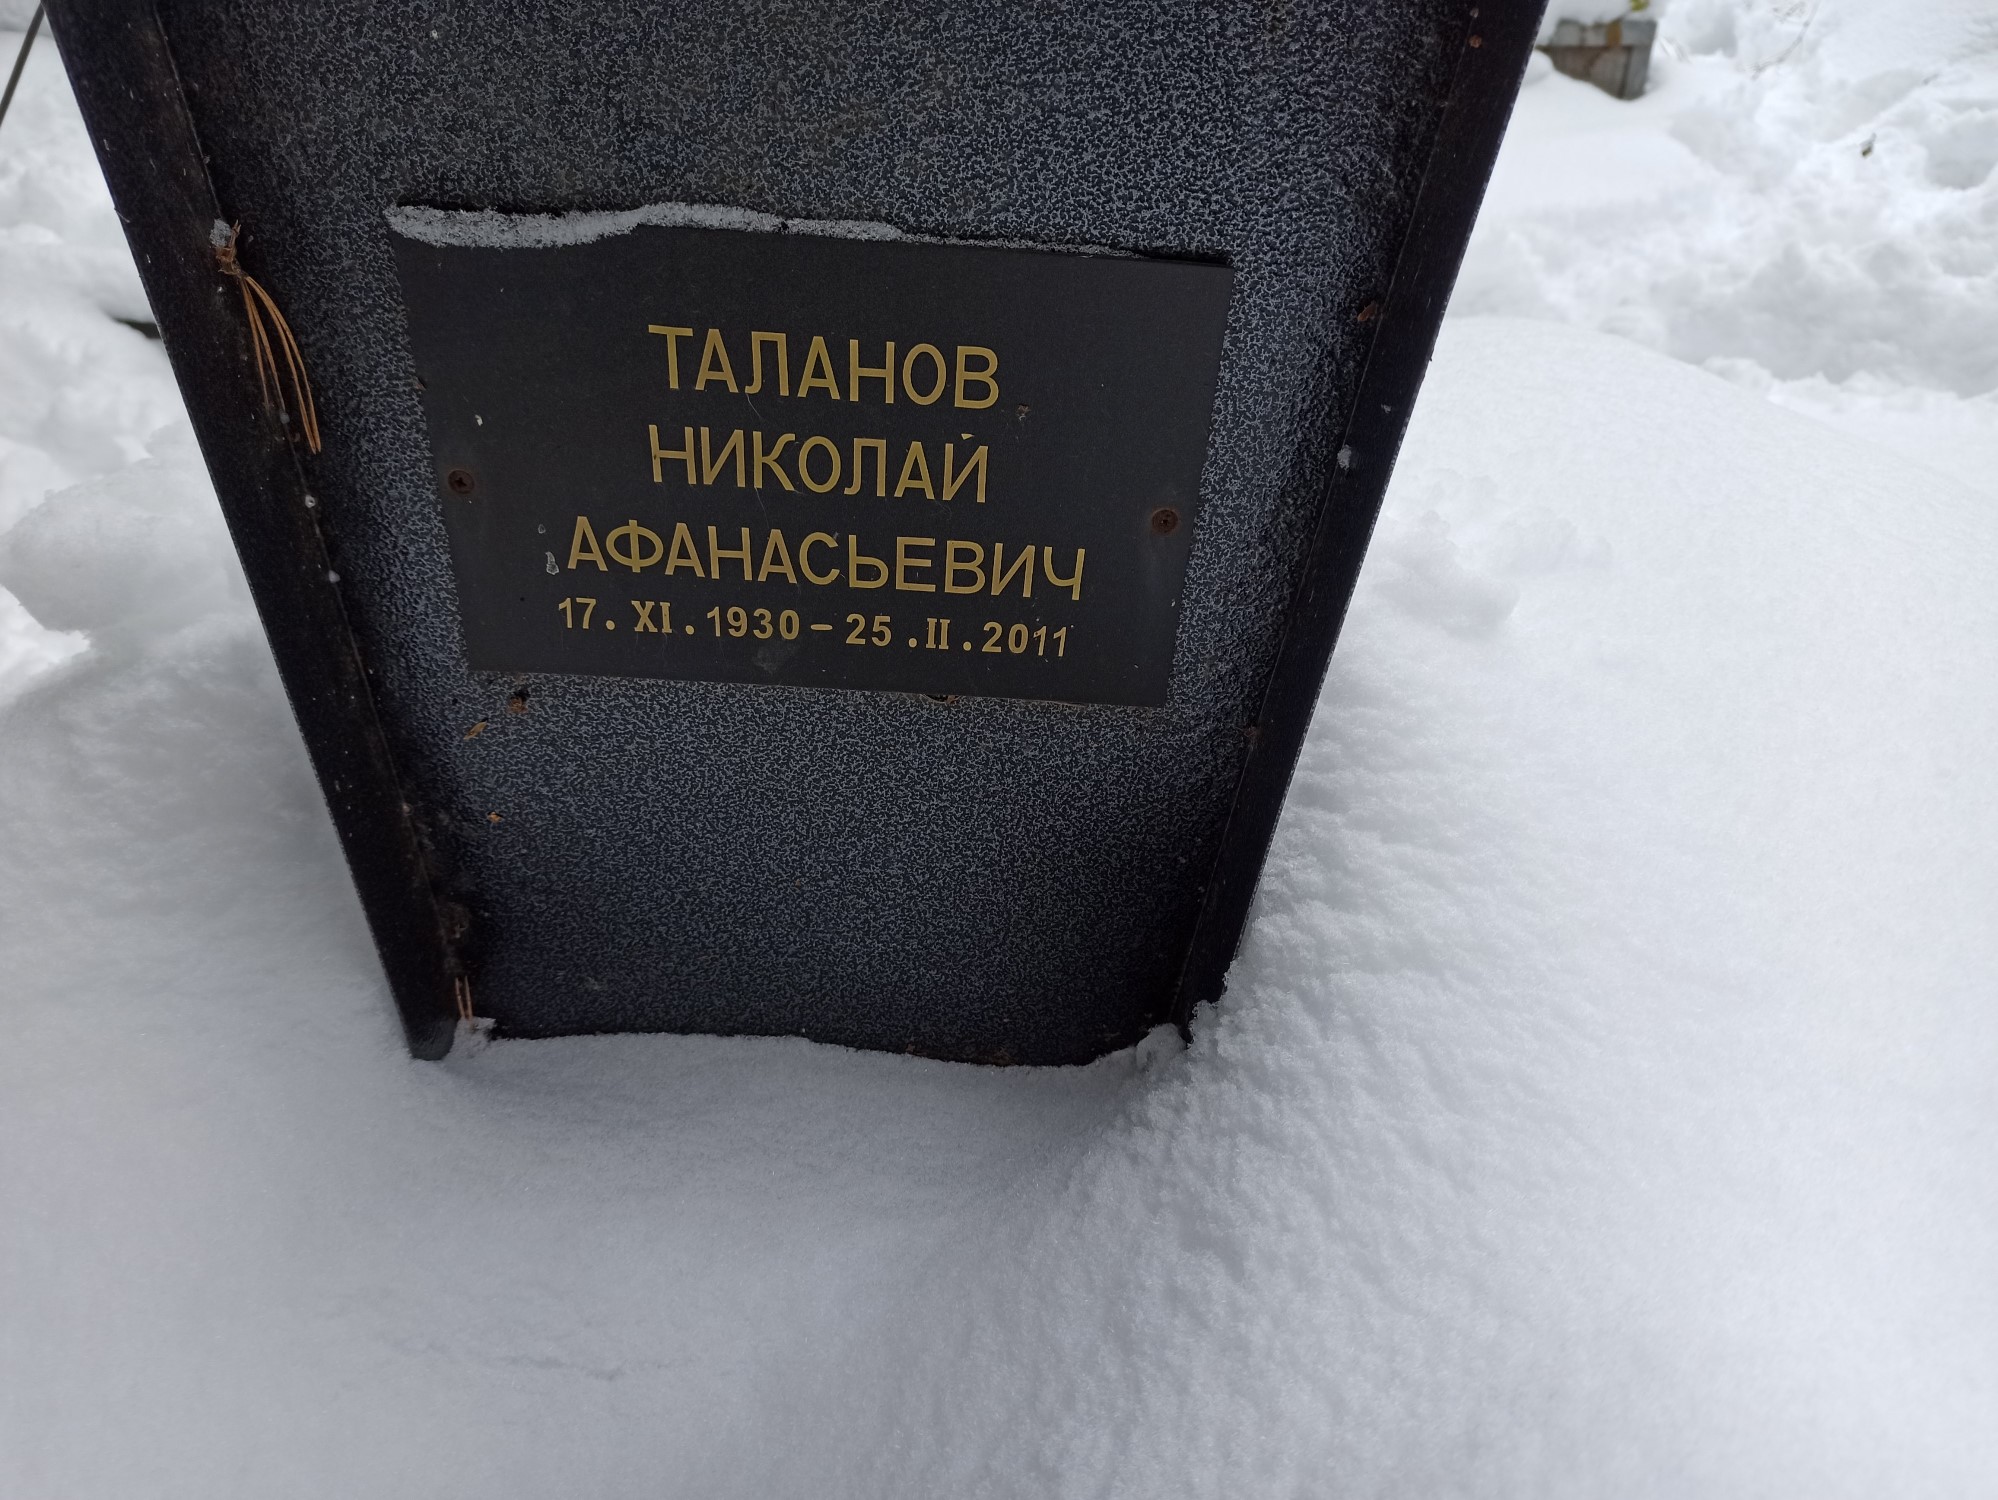 ТАЛАНОВ
НИКОЛАЙ
АФАНАСЬЕВИЧ
17. XI. 1930 – 25 . II . 2011